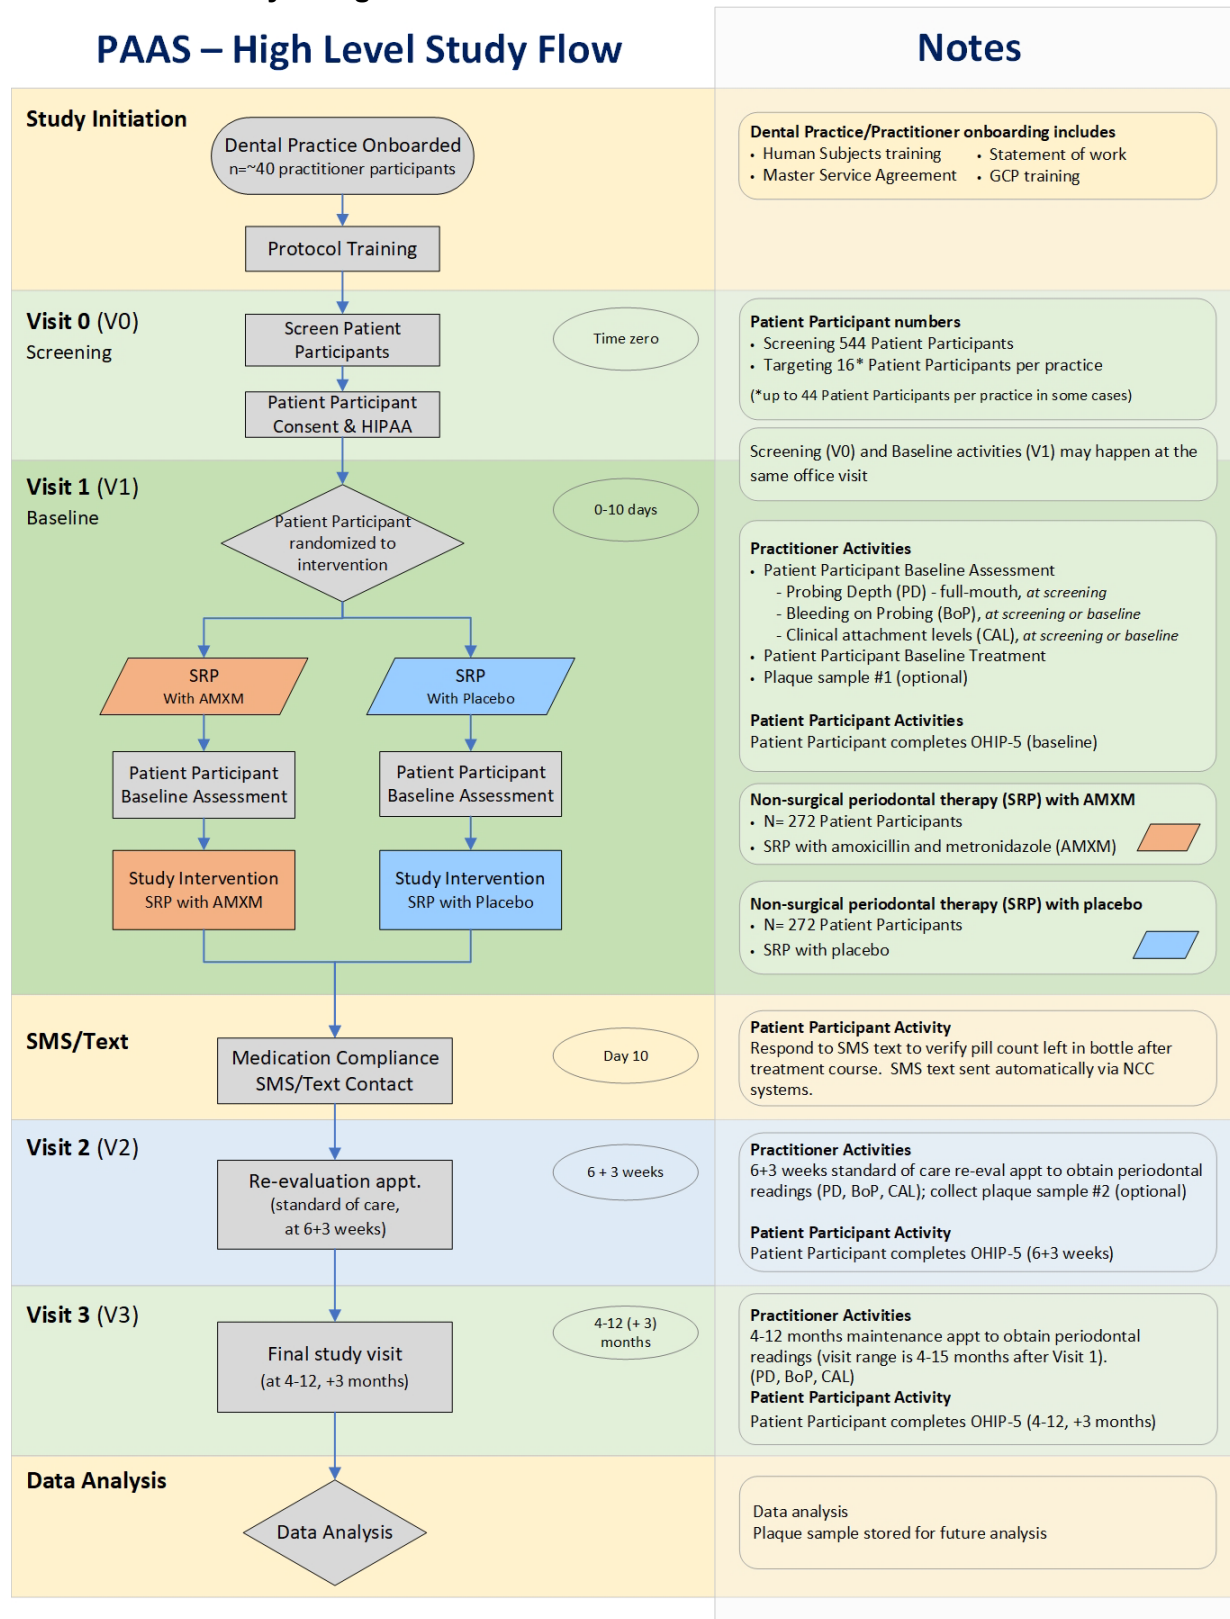 PAAS – High Level Study Flow
Notes
Study Initiation
Dental Practice Onboarded
n=~40 practitioner participants
Protocol Training
Dental Practice/Practitioner onboarding includes
• Human Subjects training
• Statement of work
• Master Service Agreement
• GCP training
Visit 0 (V0)
Screening
Screen Patient
Participants
Patient Participant
Consent & HIPAA
Time zero
Patient Participant numbers
• Screening 544 Patient Participants
• Targeting 16* Patient Participants per practice
(*up to 44 Patient Participants per practice in some cases)
Screening (V0) and Baseline activities (V1) may happen at the
same office visit
Visit 1 (V1)
Baseline
Patient Participant
randomized to
intervention
0-10 days
SRP
With AMXM
SRP
With Placebo
Patient Participant
Baseline Assessment
Patient Participant
Baseline Assessment
Study Intervention
SRP with AMXM
Study Intervention
SRP with Placebo
Practitioner Activities
• Patient Participant Baseline Assessment
- Probing Depth (PD) - full-mouth, at screening
- Bleeding on Probing (BoP), at screening or baseline
- Clinical attachment levels (CAL), at screening or baseline
• Patient Participant Baseline Treatment
• Plaque sample #1 (optional)
Patient Participant Activities
Patient Participant completes OHIP-5 (baseline)
Non-surgical periodontal therapy (SRP) with AMXM
• N= 272 Patient Participants
• SRP with amoxicillin and metronidazole (AMXM)
Non-surgical periodontal therapy (SRP) with placebo
• N= 272 Patient Participants
• SRP with placebo
SMS/Text
Medication Compliance
SMS/Text Contact
Day 10
Patient Participant Activity
Respond to SMS text to verify pill count left in bottle after
treatment course. SMS text sent automatically via NCC
systems.
Visit 2 (V2)
Re-evaluation appt.
(standard of care,
at 6+3 weeks)
6 + 3 weeks
Practitioner Activities
6+3 weeks standard of care re-eval appt to obtain periodontal
readings (PD, BoP, CAL); collect plaque sample #2 (optional)
Patient Participant Activity
Patient Participant completes OHIP-5 (6+3 weeks)
Visit 3 (V3)
Final study visit
(at 4-12, +3 months)
4-12 (+ 3)
months
Practitioner Activities
4-12 months maintenance appt to obtain periodontal
readings (visit range is 4-15 months after Visit 1).
(PD, BoP, CAL)
Patient Participant Activity
Patient Participant completes OHIP-5 (4-12, +3 months)
Data Analysis
Data Analysis
Data analysis
Plaque sample stored for future analysis